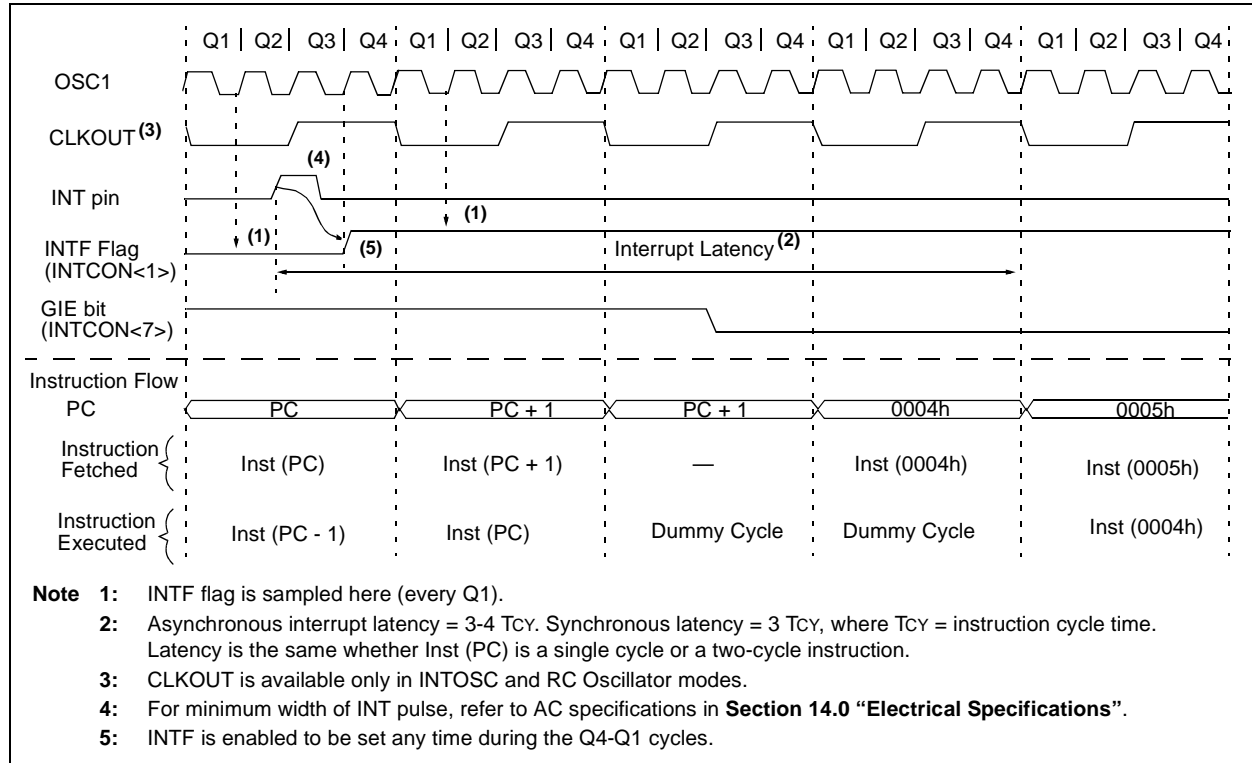 Q1 | Q2 | Q3 | Q4 Q1 | Q2 | Q3 | Q4 Q1 | Q2 | Q3 | Q4 Q1 | Q2 | Q3 | Q4 Q1 | Q2 | Q3 | Q4
OSC1
CLKOUT(3)
(4)
INT pin
(1)
(1)
(5)
INTF Flag
(INTCON<1>)
Interrupt Latency(2)
GIE bit
(INTCON<7>)
Instruction Flow
PC PC PC + 1 PC + 1 0004h 0005h
Instruction
Fetched
Inst (PC) Inst (PC + 1) — Inst (0004h) Inst (0005h)
Instruction
Executed
Inst (PC - 1) Inst (PC) Dummy Cycle Dummy Cycle Inst (0004h)
Note 1: INTF flag is sampled here (every Q1).
2: Asynchronous interrupt latency = 3-4 TCY. Synchronous latency = 3 TCY, where TCY = instruction cycle time.
Latency is the same whether Inst (PC) is a single cycle or a two-cycle instruction.
3: CLKOUT is available only in INTOSC and RC Oscillator modes.
4: For minimum width of INT pulse, refer to AC specifications in Section 14.0 “Electrical Specifications”.
5: INTF is enabled to be set any time during the Q4-Q1 cycles.